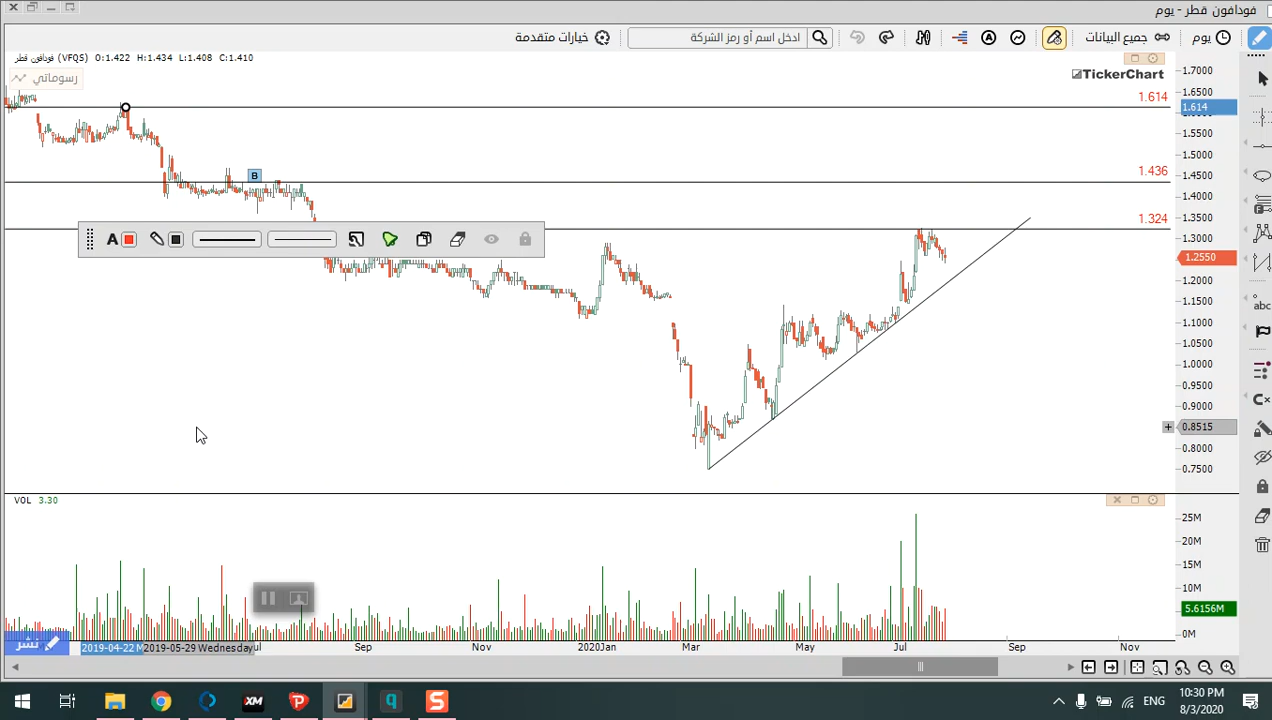 فودافون قطر - يوم
يوم
جميع البيانات
ادخل اسم أو رمز الشركة
خيارات متقدمة
فودافون قطر (VFQS) O:1.422 H:1.434 L:1.408 C:1.410
رسوماتي
TickerChart
1.614
1.436
1.324
B
A
1.7000
1.6500
1.614
1.5500
1.5000
1.4500
1.4000
1.3500
1.3000
1.2550
1.2000
1.1500
1.1000
1.0500
1.0000
0.9500
0.9000
0.8515
0.8000
0.7500
abc
VOL 3.30
25M
20M
15M
10M
5.6156M
0M
نشر
2019-04-22 M
2019-05-29 Wednesday
ul
Sep
Nov
2020Jan
Mar
May
Jul
Sep
Nov
XM
ENG
10:30 PM
8/3/2020